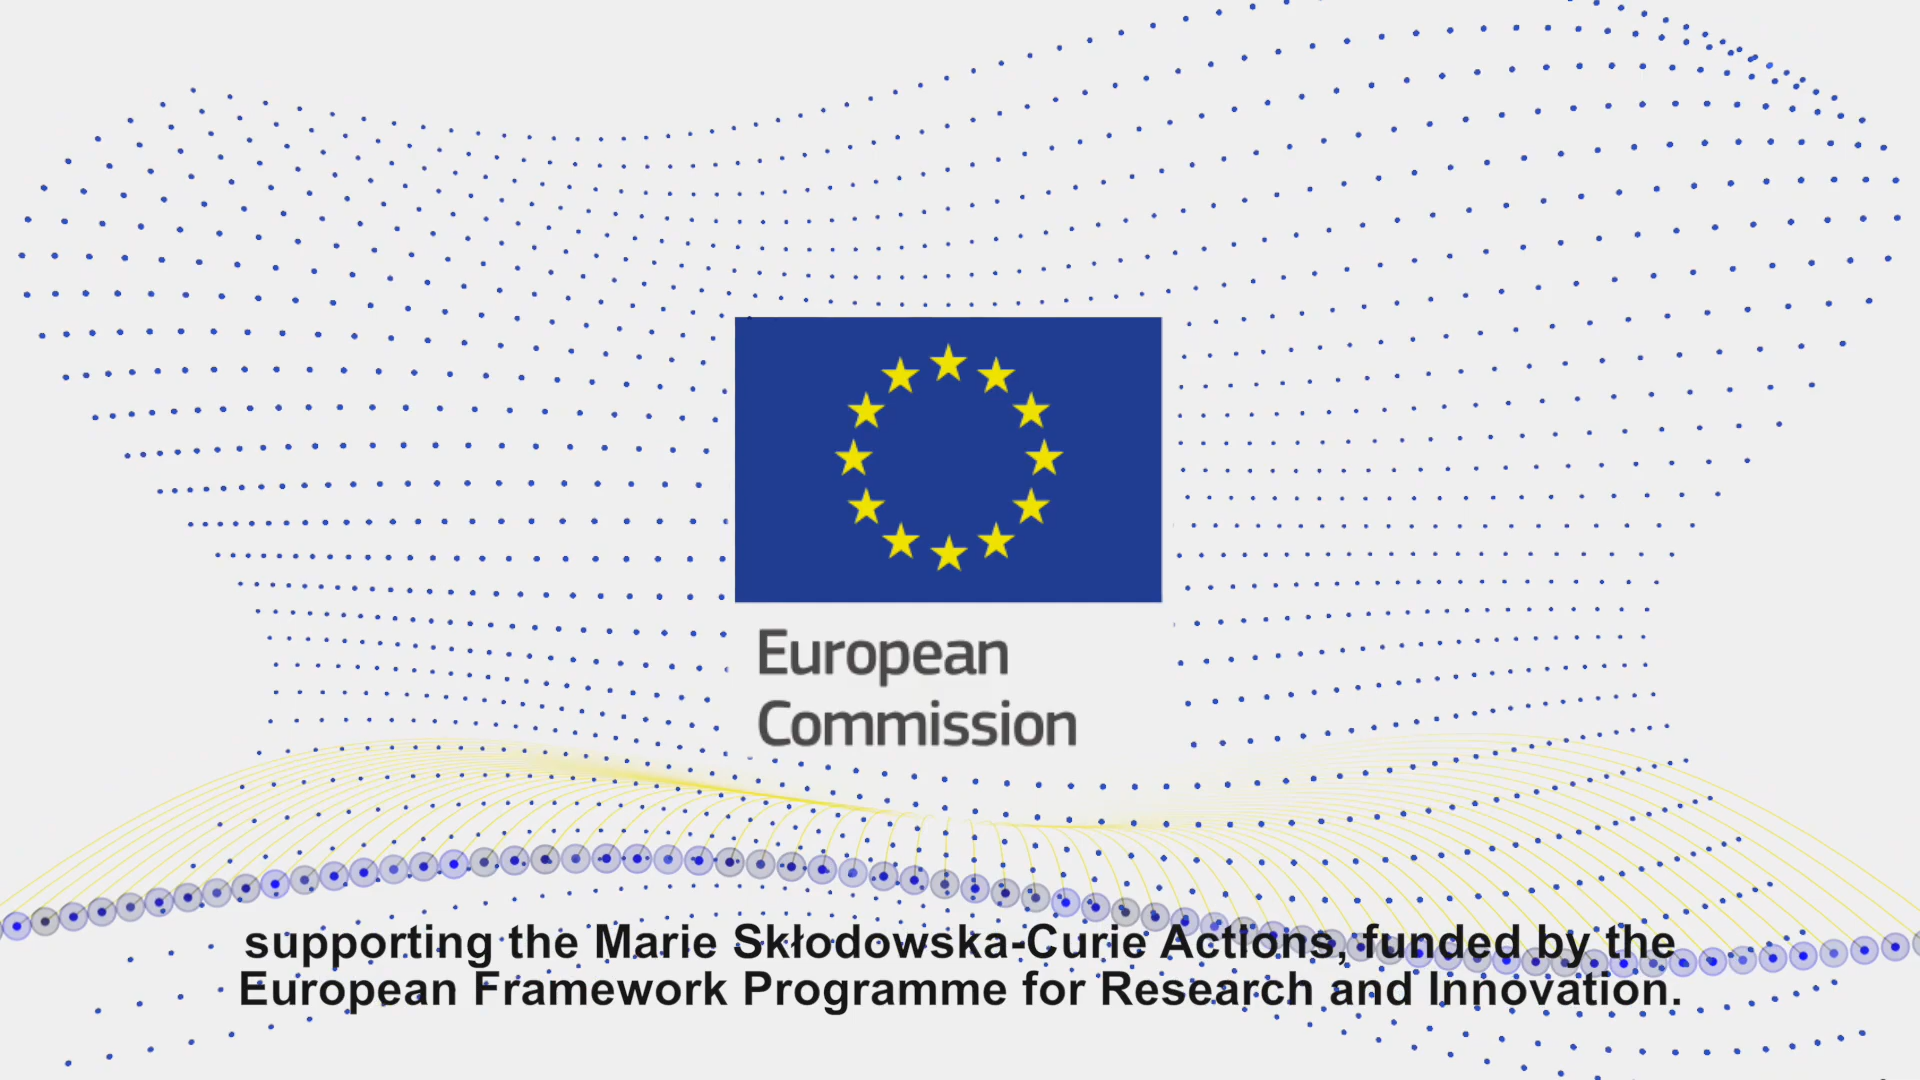 European
Commission
supporting the Marie Skłodowska-Curie Actions, funded by the
European Framework Programme for Research and Innovation.